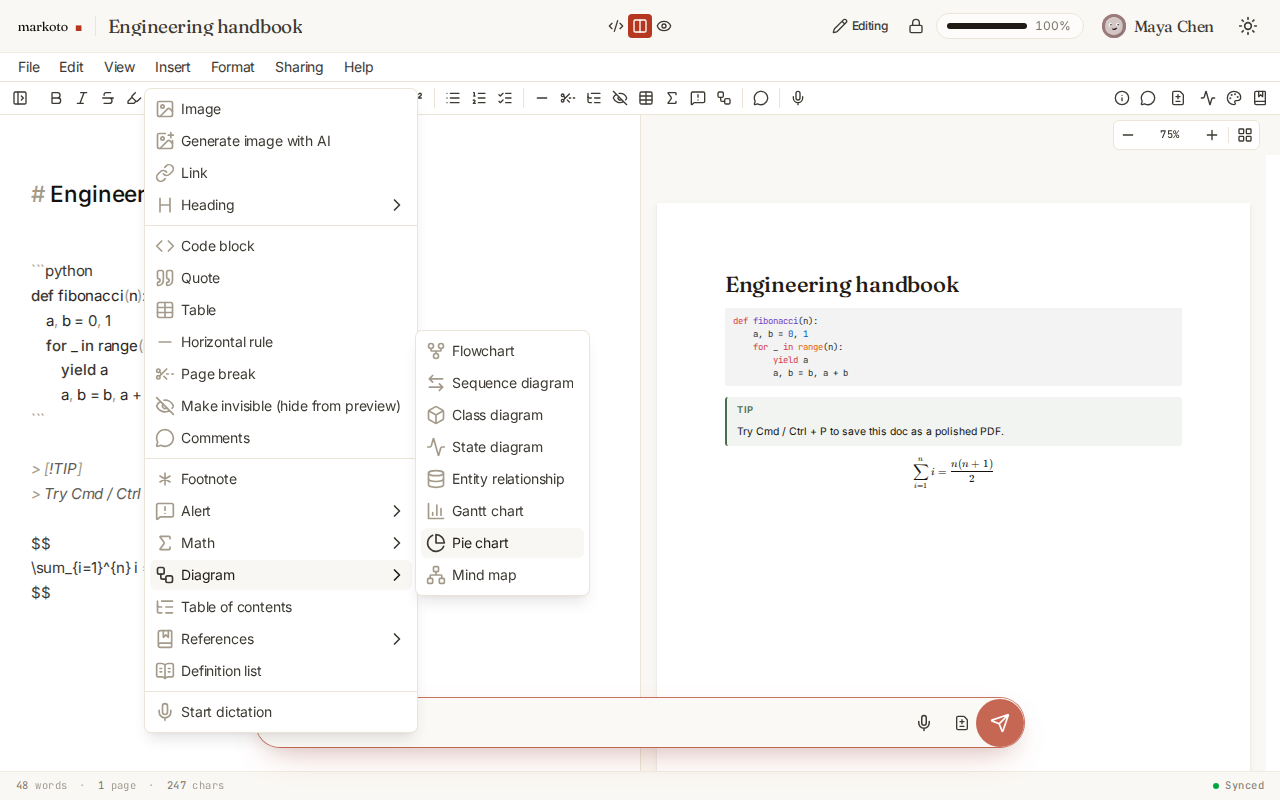 markoto
Engineering handbook
Editing
100%
Maya Chen
File Edit View Insert Format Sharing Help
75%
Image
Generate image with AI
Link
Heading
Code block
Quote
Table
Horizontal rule
Page break
Make invisible (hide from preview)
Comments
Footnote
Alert
Math
Diagram
Table of contents
References
Definition list
Start dictation
Flowchart
Sequence diagram
Class diagram
State diagram
Entity relationship
Gantt chart
Pie chart
Mind map
# Engineer
```python
def fibonacci(n):
a, b = 0, 1
for _ in range(
yield a
a, b = b, a +
```
> [!TIP]
> Try Cmd / Ctrl
$$
\sum_{i=1}^{n} i
$$
Engineering handbook
def fibonacci(n):
a, b = 0, 1
for _ in range(n):
yield a
a, b = b, a + b
TIP
Try Cmd / Ctrl + P to save this doc as a polished PDF.
∑_{i=1}^{n} i = n(n + 1) / 2
48 words · 1 page · 247 chars
Synced